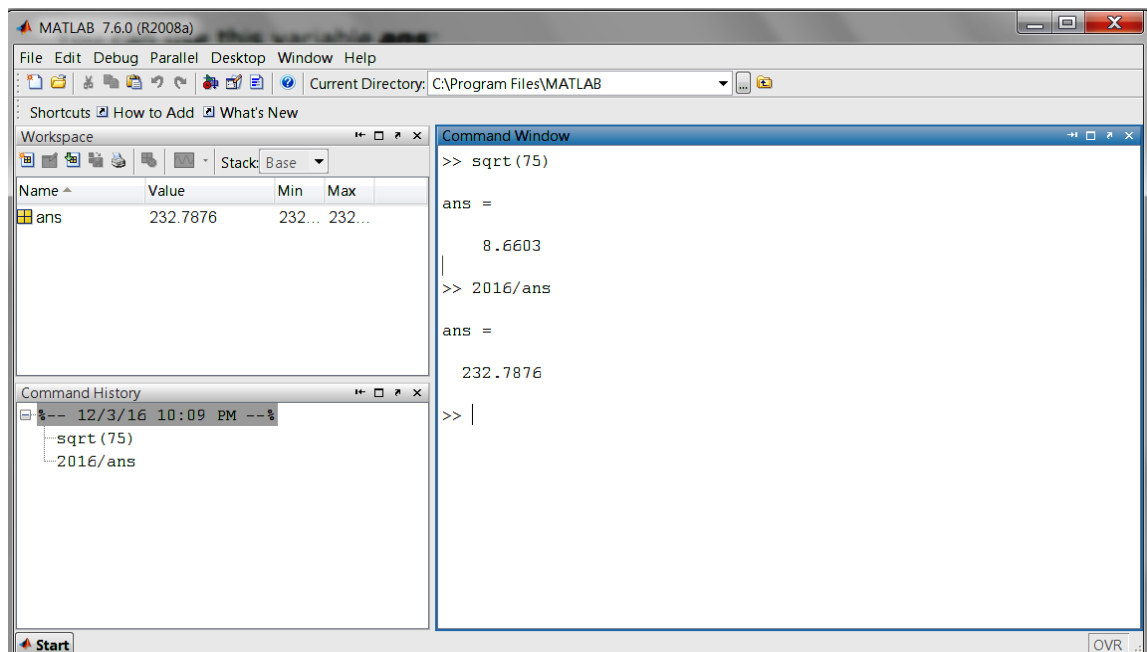 MATLAB 7.6.0 (R2008a)
this variable ans:
File Edit Debug Parallel Desktop Window Help
Current Directory: C:\Program Files\MATLAB ...
Shortcuts How to Add What's New
Workspace
Stack: Base
Name Value Min Max
ans 232.7876 232... 232...
Command History
%-- 12/3/16 10:09 PM --%
sqrt(75)
2016/ans
Command Window
>> sqrt(75)
ans =
8.6603
>> 2016/ans
ans =
232.7876
>>
Start
OVR